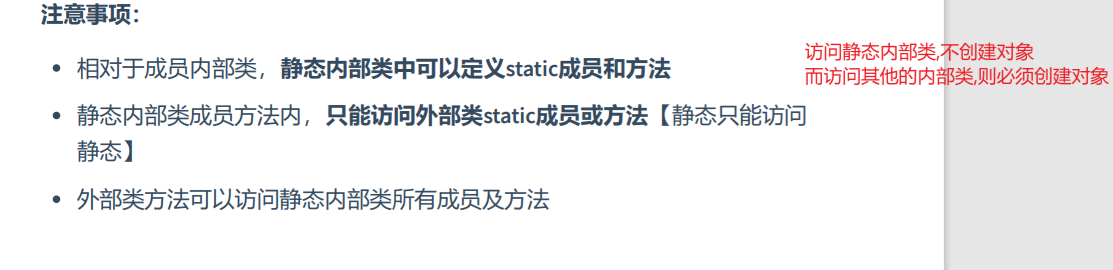 注意事项：
• 相对于成员内部类，静态内部类中可以定义static成员和方法
• 静态内部类成员方法内，只能访问外部类static成员或方法【静态只能访问
静态】
• 外部类方法可以访问静态内部类所有成员及方法
访问静态内部类,不创建对象
而访问其他的内部类,则必须创建对象